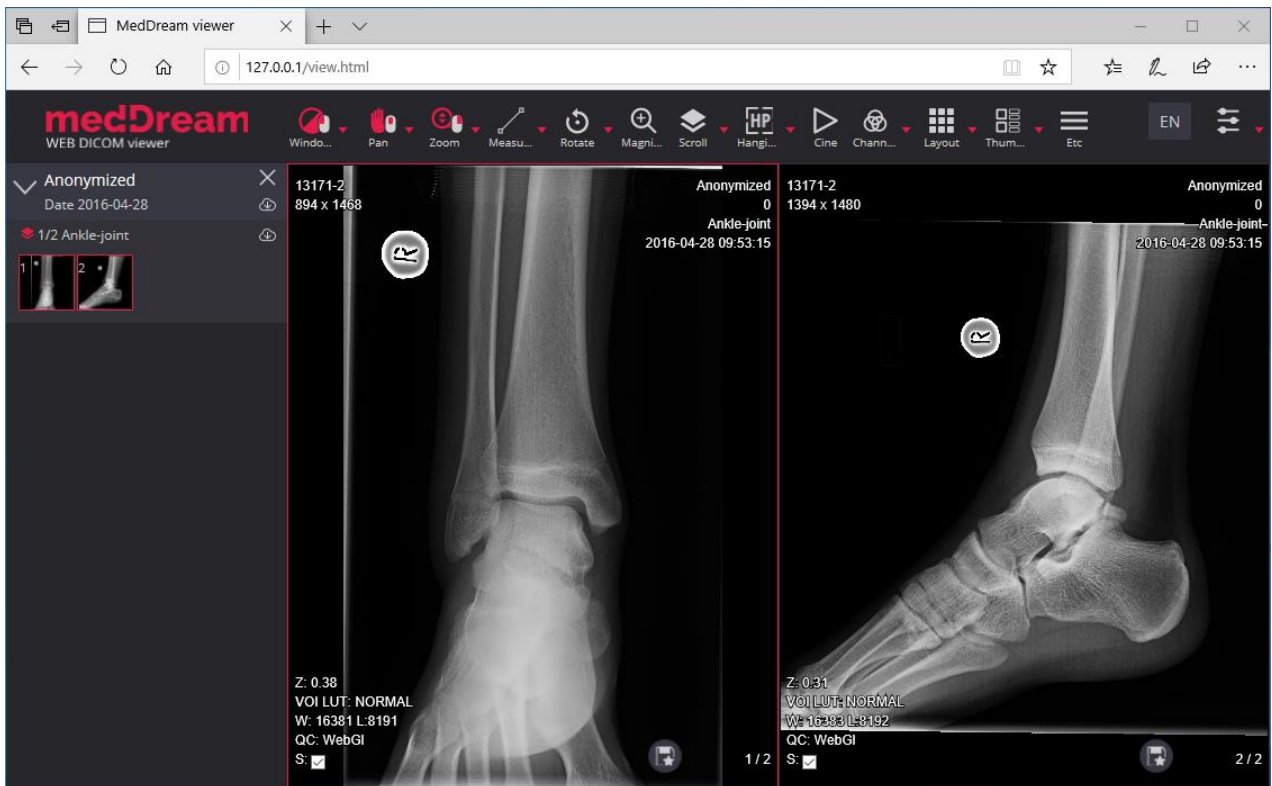 MedDream viewer
127.0.0.1/view.html
medDream
WEB DICOM viewer
Windo...
Pan
Zoom
Measu...
Rotate
Magni...
Scroll
Hangi...
HP
Cine
Chann...
Layout
Thum...
Etc
EN
Anonymized
Date 2016-04-28
1/2 Ankle-joint
1
2
13171-2
894 x 1468
Anonymized
0
Ankle-joint
2016-04-28 09:53:15
Z: 0.38
VOI LUT: NORMAL
W: 16381 L:8191
QC: WebGl
S:
1 / 2
13171-2
1394 x 1480
Anonymized
0
Ankle-joint
2016-04-28 09:53:15
Z: 0.31
VOI LUT: NORMAL
W: 16383 L:8192
QC: WebGl
S:
2 / 2